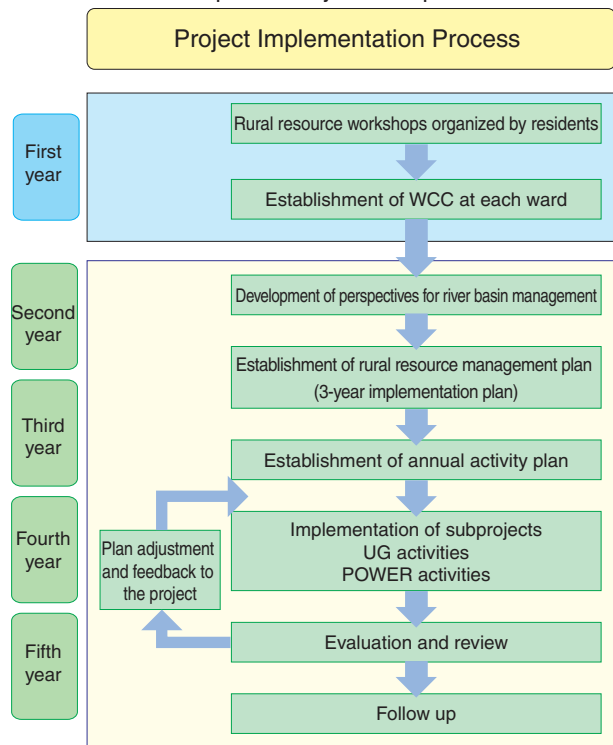 Project Implementation Process
First
year
Rural resource workshops organized by residents
Establishment of WCC at each ward
Second
year
Development of perspectives for river basin management
Establishment of rural resource management plan
(3-year implementation plan)
Third
year
Establishment of annual activity plan
Fourth
year
Plan adjustment
and feedback to
the project
Implementation of subprojects
UG activities
POWER activities
Fifth
year
Evaluation and review
Follow up